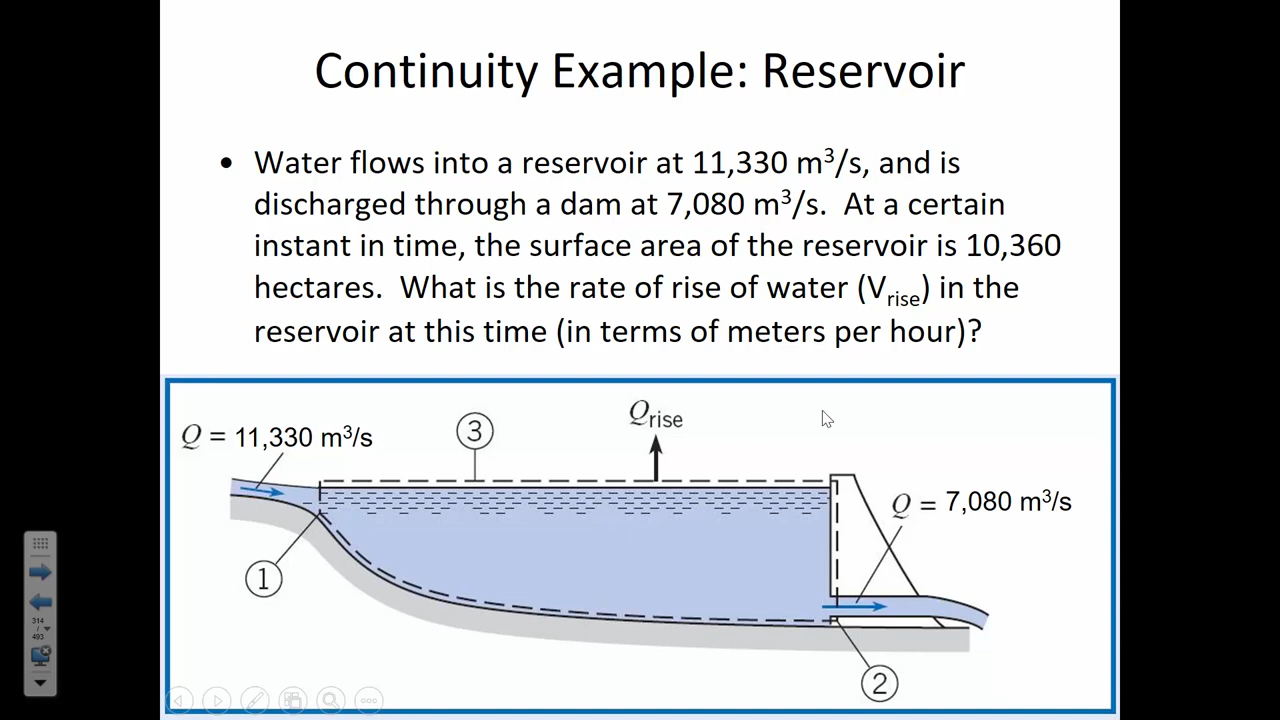 Continuity Example: Reservoir
• Water flows into a reservoir at 11,330 m³/s, and is
discharged through a dam at 7,080 m³/s. At a certain
instant in time, the surface area of the reservoir is 10,360
hectares. What is the rate of rise of water (Vrise) in the
reservoir at this time (in terms of meters per hour)?
Q = 11,330 m³/s
3
Qrise
Q = 7,080 m³/s
1
2
314
/
493